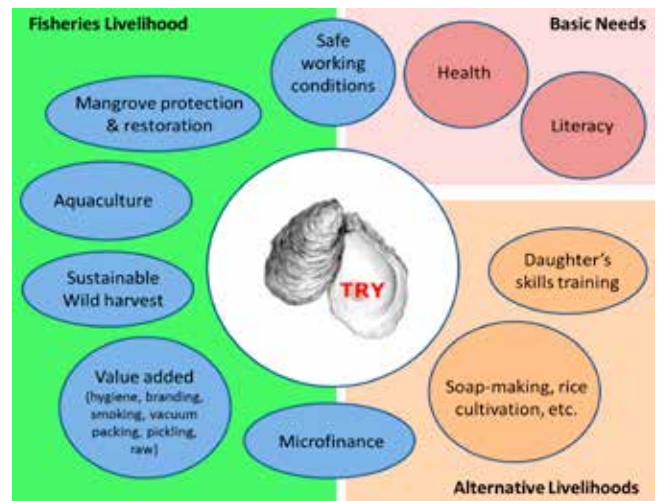 Fisheries Livelihood
Basic Needs
Safe
working
conditions
Health
Mangrove protection
& restoration
Literacy
Aquaculture
TRY
Daughter's
skills training
Sustainable
Wild harvest
Value added
(hygiene, branding,
smoking, vacuum
packing, pickling,
raw)
Soap-making, rice
cultivation, etc.
Microfinance
Alternative Livelihoods